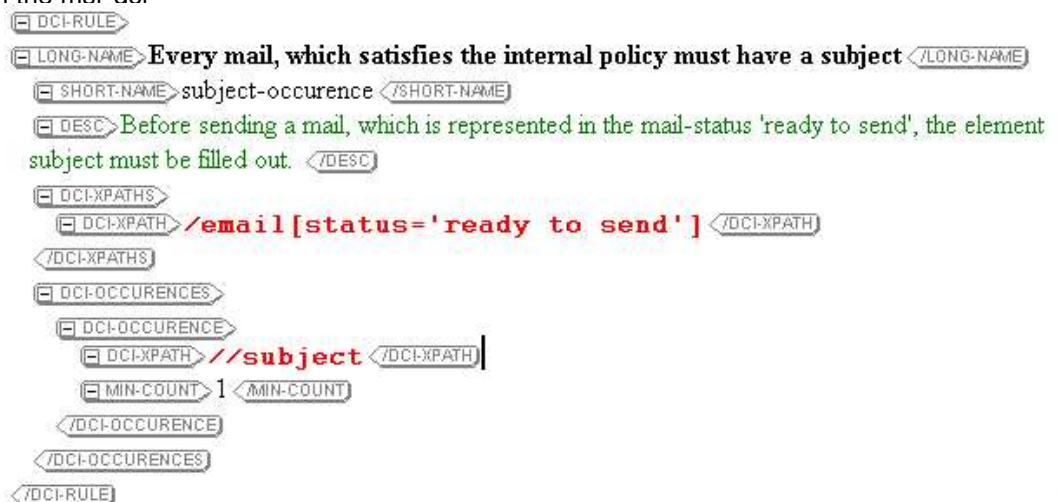 DCI-RULE
LONG-NAME Every mail, which satisfies the internal policy must have a subject /LONG-NAME
SHORT-NAME subject-occurence /SHORT-NAME
DESC Before sending a mail, which is represented in the mail-status 'ready to send', the element
subject must be filled out. /DESC
DCI-XPATHS
DCI-XPATH /email[status='ready to send'] /DCI-XPATH
/DCI-XPATHS
DCI-OCCURENCES
DCI-OCCURENCE
DCI-XPATH //subject /DCI-XPATH
MIN-COUNT 1 /MIN-COUNT
/DCI-OCCURENCE
/DCI-OCCURENCES
/DCI-RULE